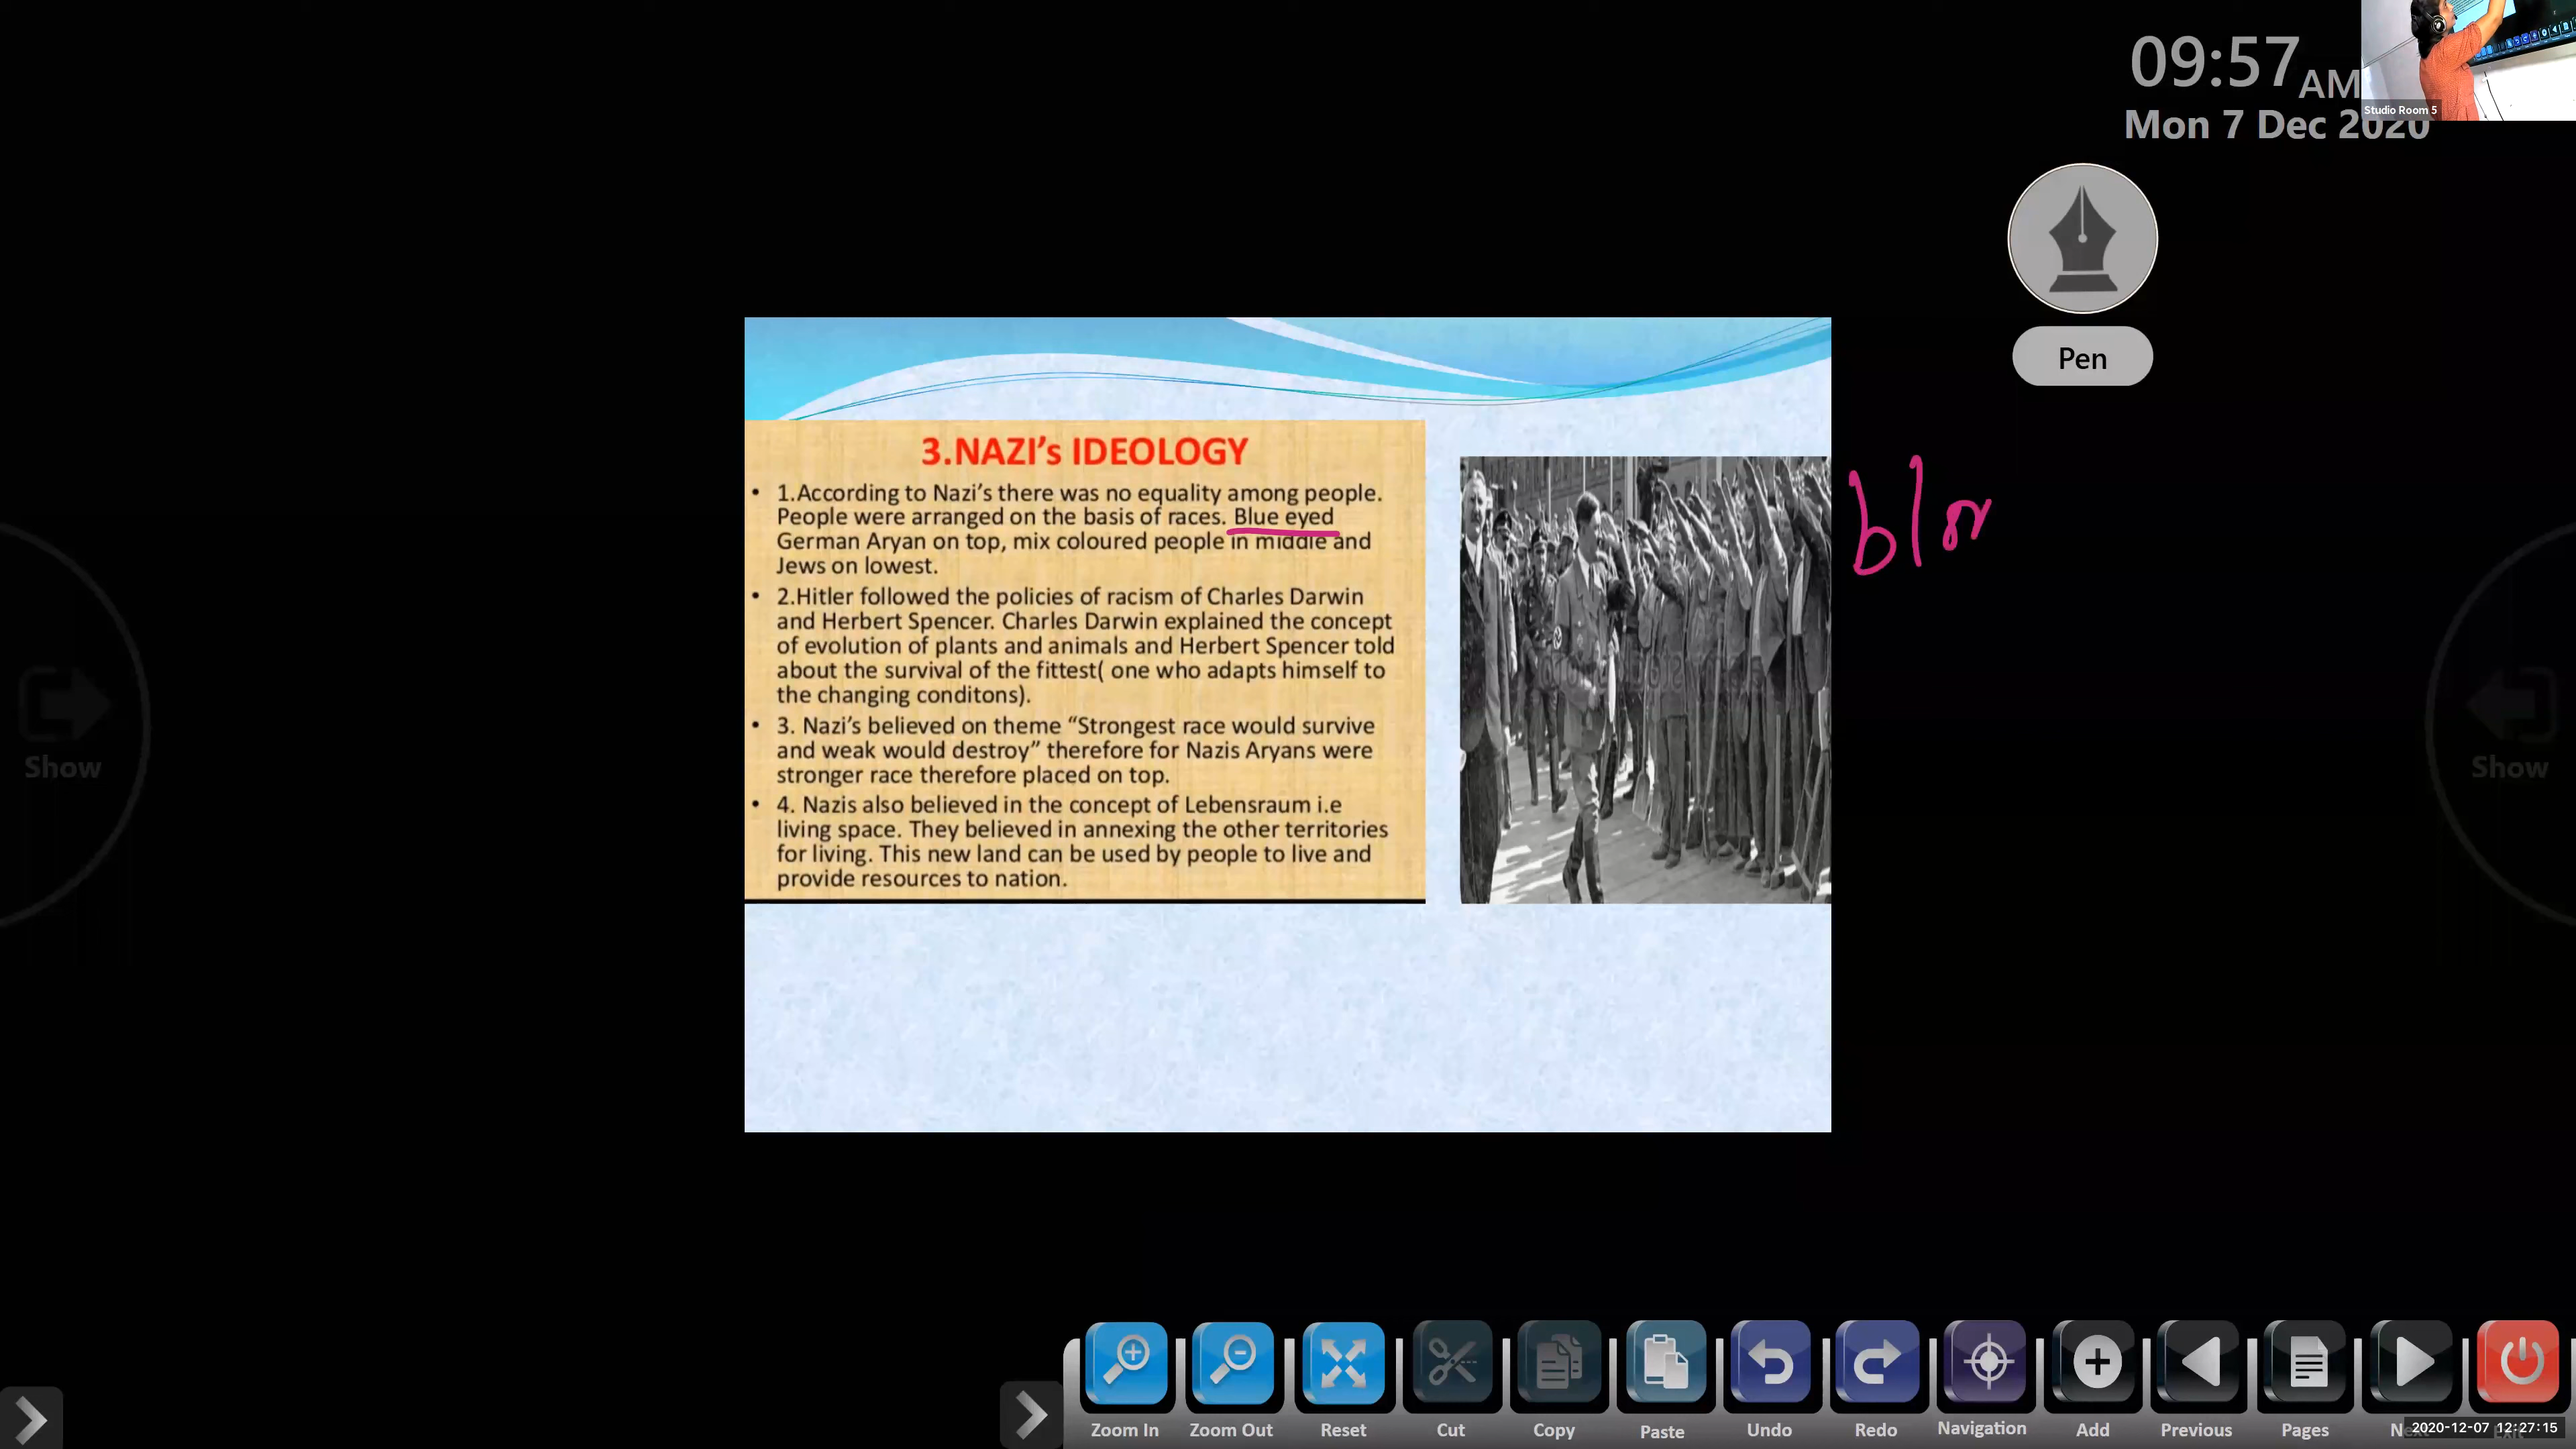 09:57 AM
Mon 7 Dec 2020
Studio Room 5
Pen
3.NAZI's IDEOLOGY
• 1.According to Nazi's there was no equality among people.
People were arranged on the basis of races. Blue eyed
German Aryan on top, mix coloured people in middle and
Jews on lowest.
• 2.Hitler followed the policies of racism of Charles Darwin
and Herbert Spencer. Charles Darwin explained the concept
of evolution of plants and animals and Herbert Spencer told
about the survival of the fittest( one who adapts himself to
the changing conditons).
• 3. Nazi's believed on theme “Strongest race would survive
and weak would destroy” therefore for Nazis Aryans were
stronger race therefore placed on top.
• 4. Nazis also believed in the concept of Lebensraum i.e
living space. They believed in annexing the other territories
for living. This new land can be used by people to live and
provide resources to nation.
Show
Show
Zoom In Zoom Out Reset Cut Copy Paste Undo Redo Navigation Add Previous Pages
2020-12-07 12:27:15